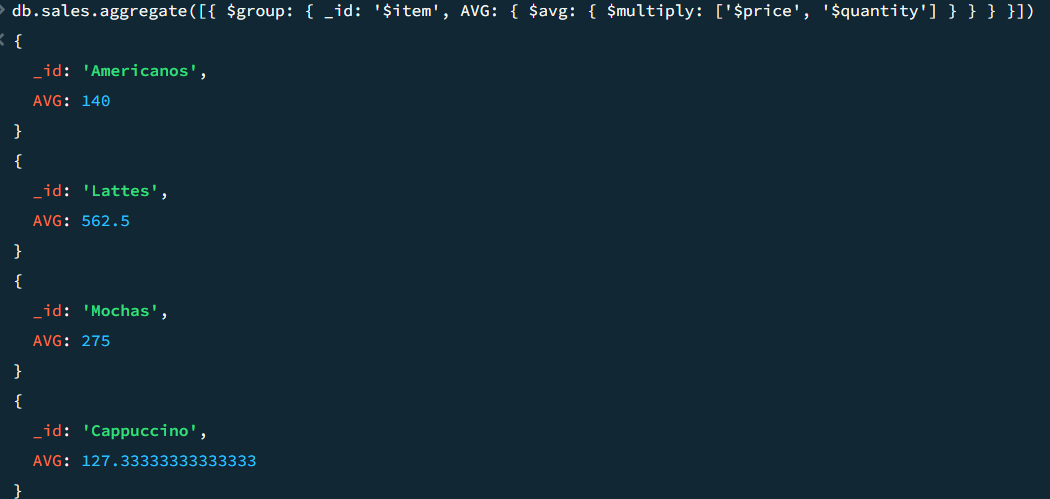 db.sales.aggregate([{ $group: { _id: '$item', AVG: { $avg: { $multiply: ['$price', '$quantity'] } } } }])
{
_id: 'Americanos',
AVG: 140
}
{
_id: 'Lattes',
AVG: 562.5
}
{
_id: 'Mochas',
AVG: 275
}
{
_id: 'Cappuccino',
AVG: 127.33333333333333
}